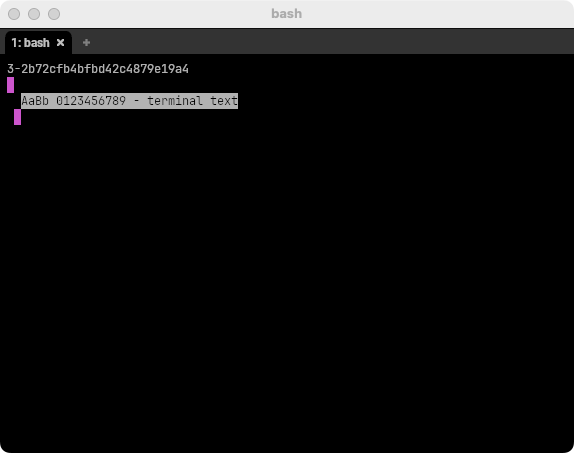 bash
1: bash × +
3-2b72cfb4bfbd42c4879e19a4
AaBb 0123456789 - terminal text